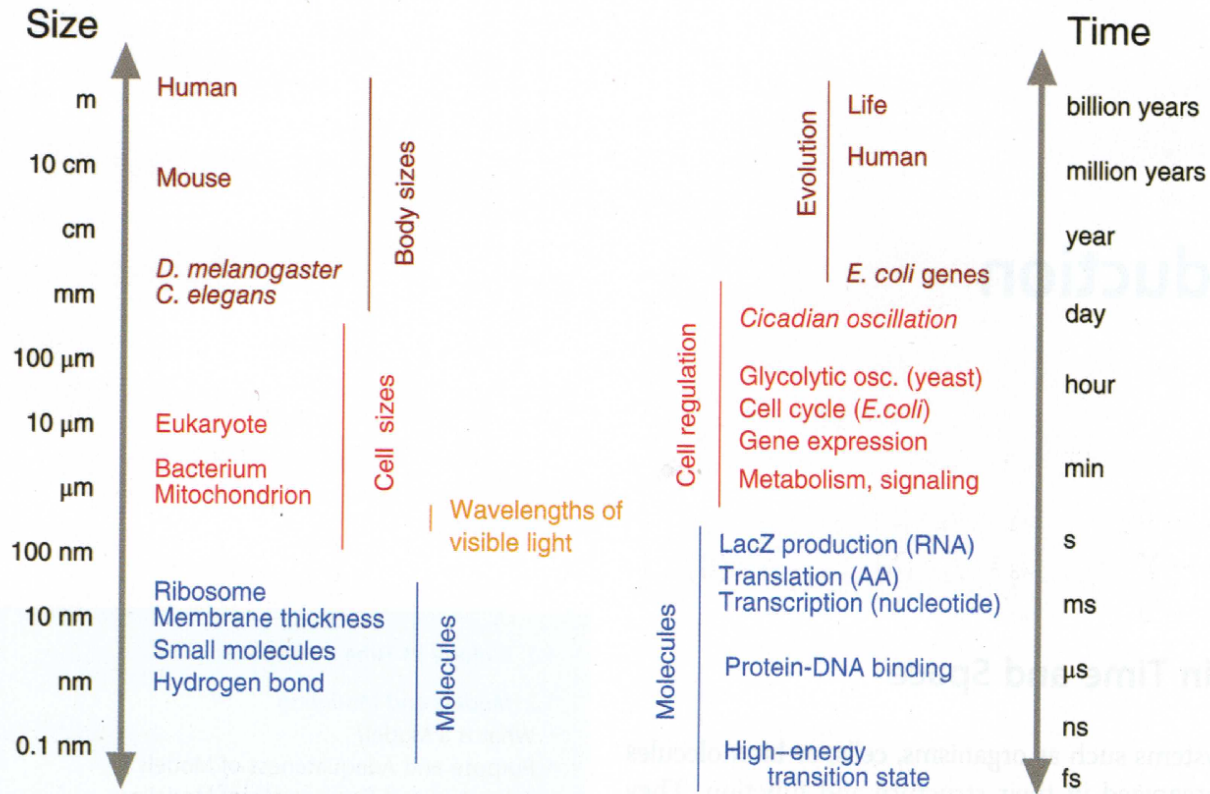 Size
m
10 cm
cm
mm
100 μm
10 μm
μm
100 nm
10 nm
nm
0.1 nm
Human
Mouse
D. melanogaster
C. elegans
Body sizes
Eukaryote
Bacterium
Mitochondrion
Cell sizes
Wavelengths of
visible light
Ribosome
Membrane thickness
Small molecules
Hydrogen bond
Molecules
Time
billion years
million years
year
day
hour
min
s
ms
μs
ns
fs
Evolution
Life
Human
E. coli genes
Cell regulation
Cicadian oscillation
Glycolytic osc. (yeast)
Cell cycle (E.coli)
Gene expression
Metabolism, signaling
Molecules
LacZ production (RNA)
Translation (AA)
Transcription (nucleotide)
Protein-DNA binding
High-energy
transition state